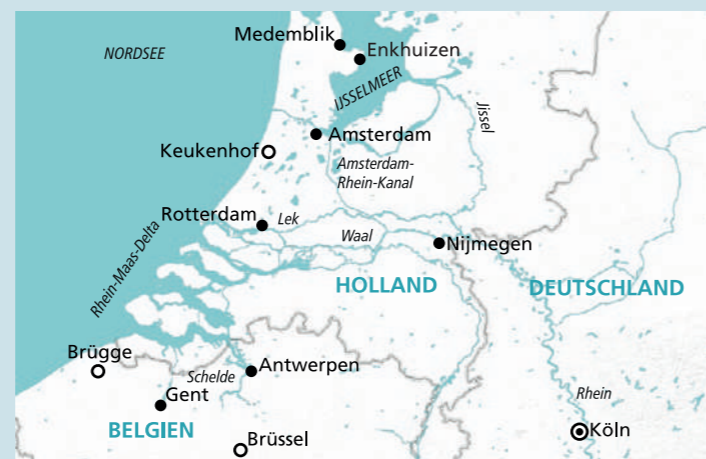 Medemblik
NORDSEE
Enkhuizen
IJSSELMEER
Jissel
Amsterdam
Keukenhof
Amsterdam-
Rhein-Kanal
Rotterdam
Lek
Rhein-Maas-Delta
Waal
Nijmegen
HOLLAND
DEUTSCHLAND
Brügge
Schelde
Antwerpen
Gent
Rhein
BELGIEN
Brüssel
Köln